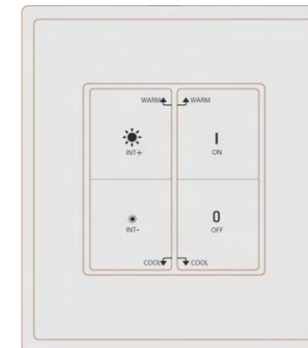 WARM WARM
INT+ I
ON
INT- 0
OFF
COOL COOL